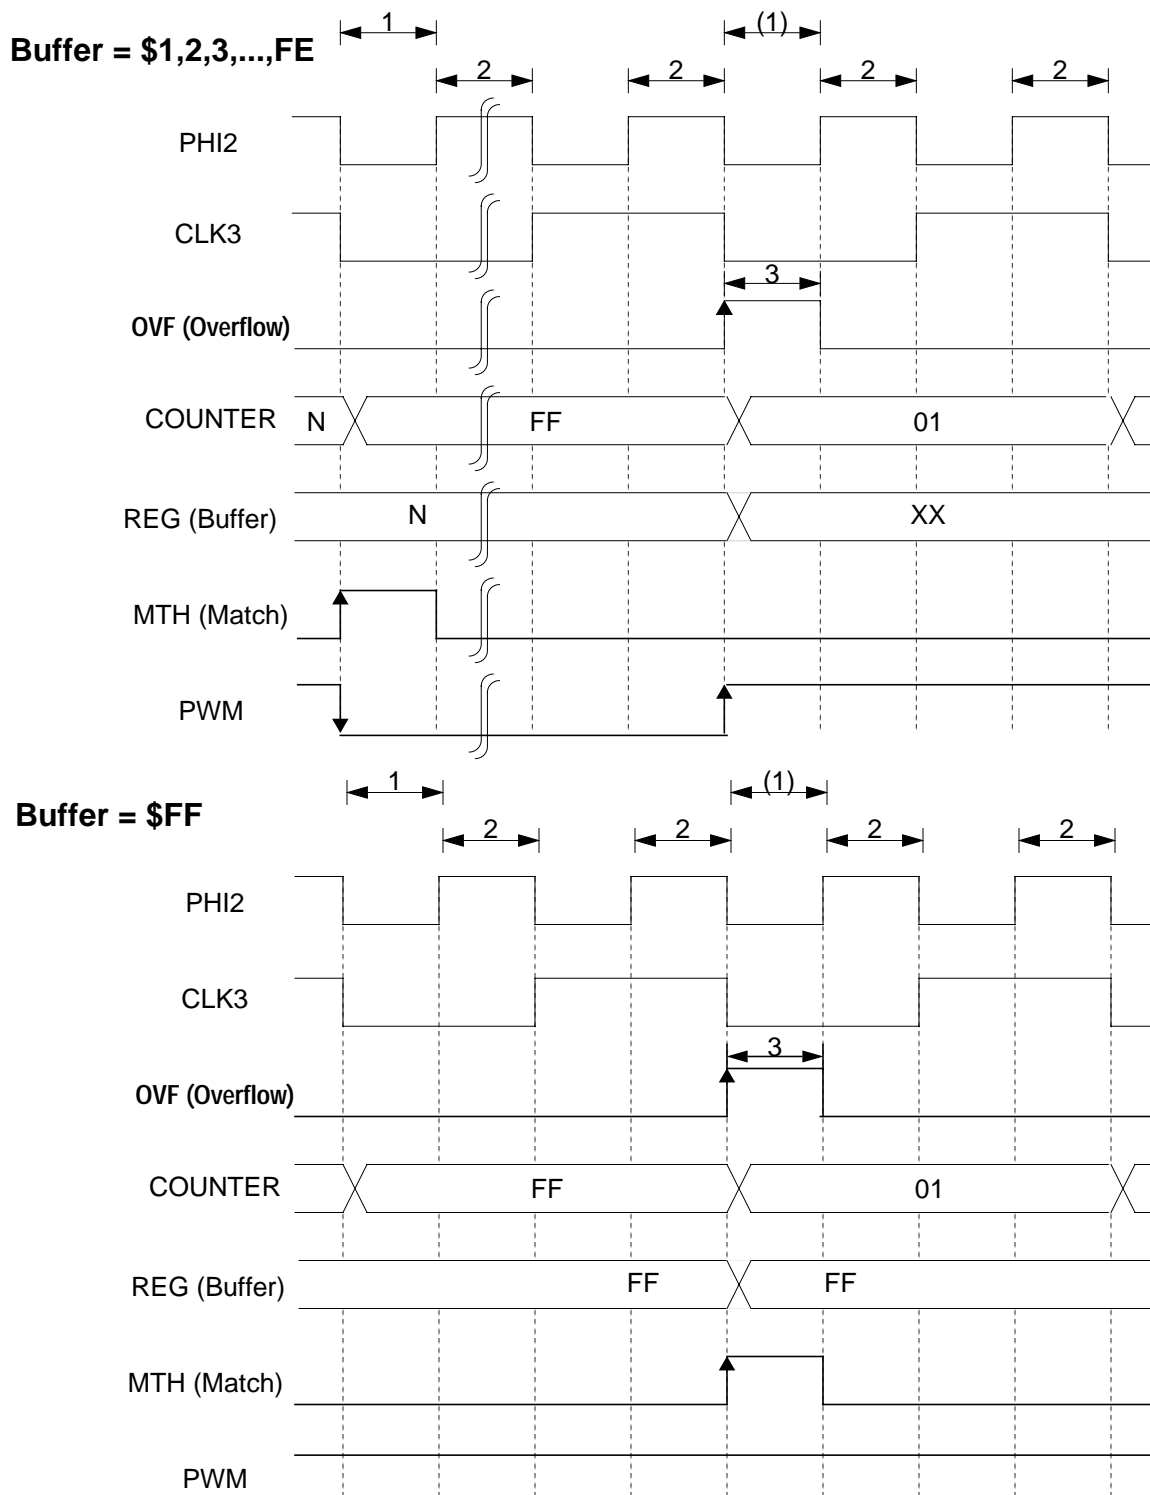 1 (1)
Buffer = $1,2,3,...,FE
2 2 2 2
PHI2
CLK3
3
OVF (Overflow)
COUNTER N FF 01
REG (Buffer) N XX
MTH (Match)
PWM
1 (1)
Buffer = $FF
2 2 2 2
PHI2
CLK3
3
OVF (Overflow)
COUNTER FF 01
REG (Buffer) FF FF
MTH (Match)
PWM